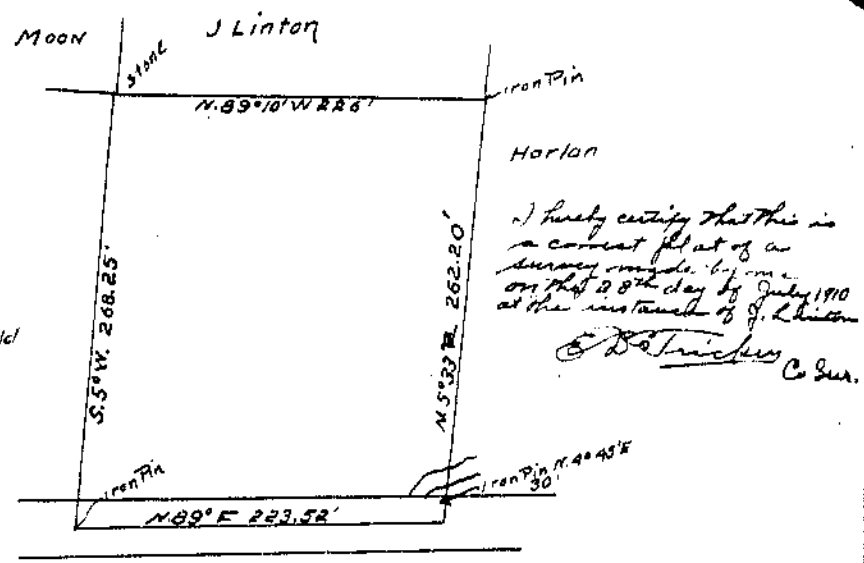 MOON
J Linton
Stone
Iron Pin
N. 89° 10' W 226'
Harlan
I hereby certify that this is
a correct plat of a
survey made by me
on the 28th day of July 1910
at the instance of J. Linton
Co Sur.
S. 5° W. 268.25'
N 5° 33' E 262.20'
Iron Pin
Iron Pin N. 4° 45' E
30'
N. 89° E 223.52'